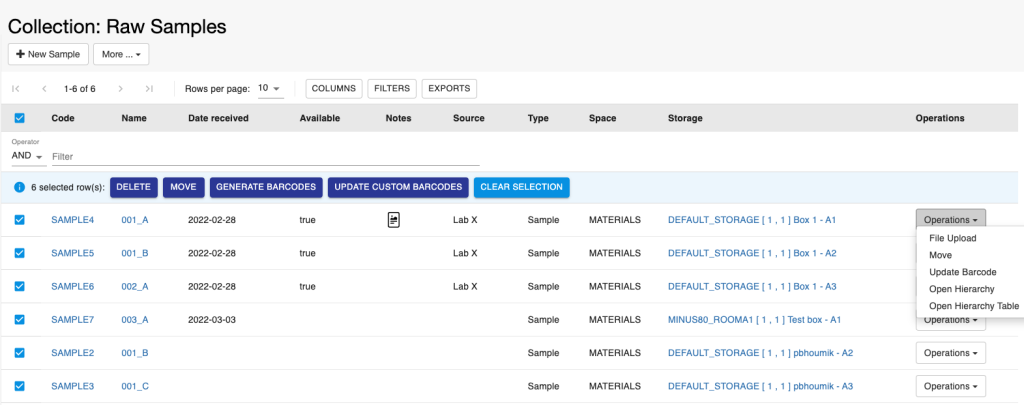 Collection: Raw Samples
+ New Sample More ...
1-6 of 6 Rows per page: 10 COLUMNS FILTERS EXPORTS
Code Name Date received Available Notes Source Type Space Storage Operations
Operator
AND Filter
6 selected row(s): DELETE MOVE GENERATE BARCODES UPDATE CUSTOM BARCODES CLEAR SELECTION
SAMPLE4 001_A 2022-02-28 true Lab X Sample MATERIALS DEFAULT_STORAGE [ 1 , 1 ] Box 1 - A1 Operations
File Upload
SAMPLE5 001_B 2022-02-28 true Lab X Sample MATERIALS DEFAULT_STORAGE [ 1 , 1 ] Box 1 - A2 Move
Update Barcode
SAMPLE6 002_A 2022-02-28 true Lab X Sample MATERIALS DEFAULT_STORAGE [ 1 , 1 ] Box 1 - A3 Open Hierarchy
Open Hierarchy Table
SAMPLE7 003_A 2022-03-03 Sample MATERIALS MINUS80_ROOMA1 [ 1 , 1 ] Test box - A1 Operations
SAMPLE2 001_B Sample MATERIALS DEFAULT_STORAGE [ 1 , 1 ] pbhoumik - A2 Operations
SAMPLE3 001_C Sample MATERIALS DEFAULT_STORAGE [ 1 , 1 ] pbhoumik - A3 Operations